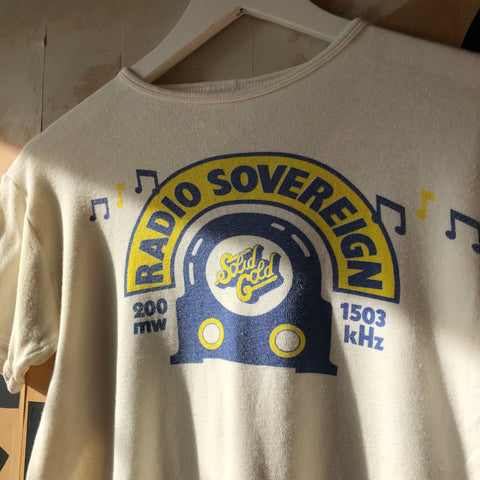 RADIO SOVEREIGN
Solid
Gold
200
mw
1503
kHz